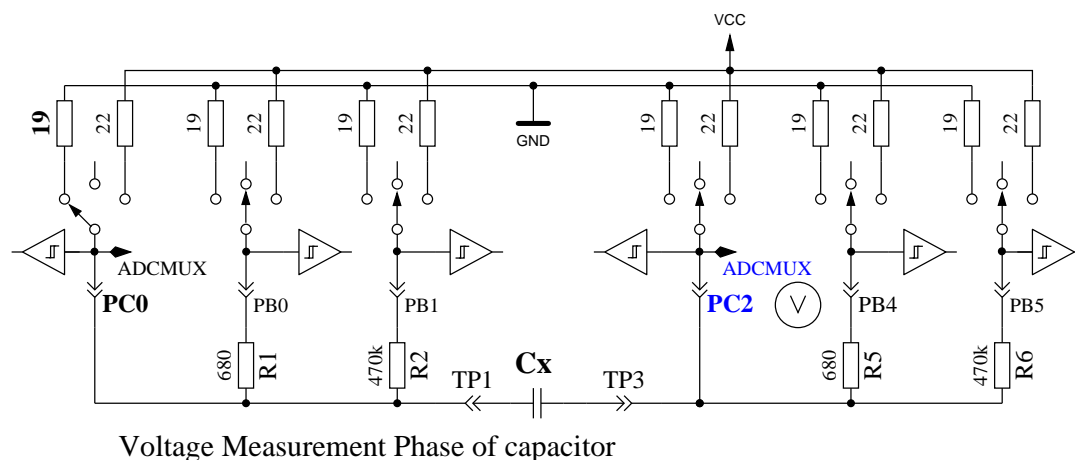 VCC
19
22
19
22
19
22
GND
19
22
19
22
19
22
ADCMUX
ADCMUX
PC0
PB0
PB1
PC2
V
PB4
PB5
680
R1
470k
R2
680
R5
470k
R6
TP1
Cx
TP3
Voltage Measurement Phase of capacitor